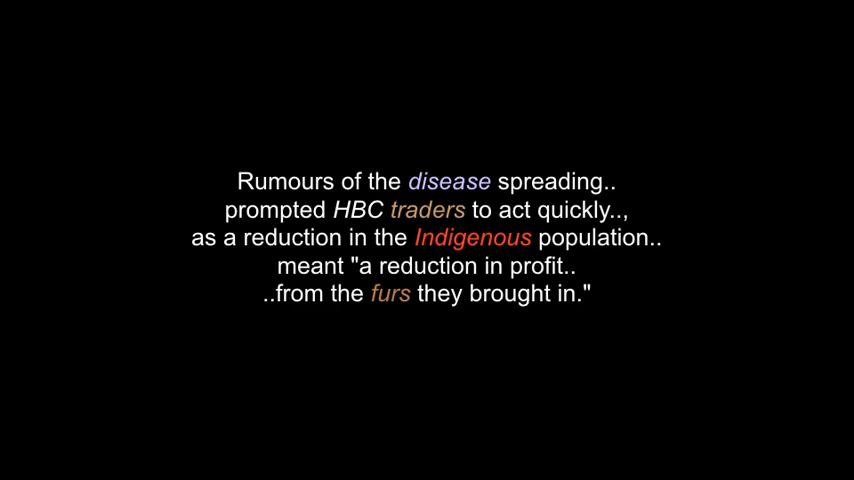 Rumours of the disease spreading..
prompted HBC traders to act quickly..,
as a reduction in the Indigenous population..
meant "a reduction in profit..
..from the furs they brought in."